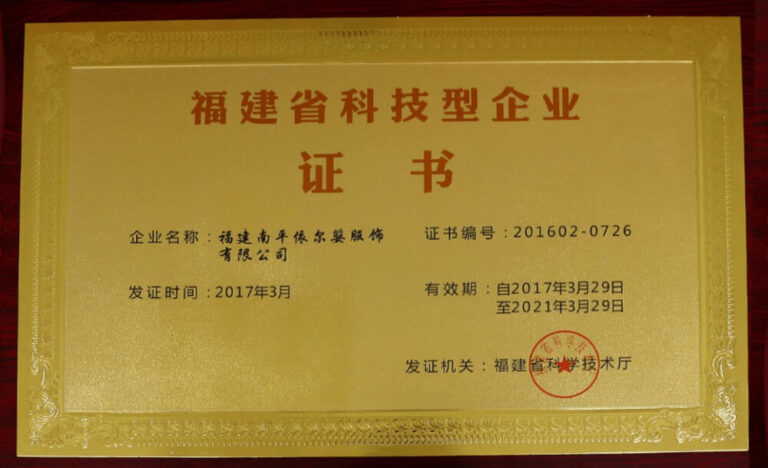 福建省科技型企业
证 书
企业名称：福建南平依尔婴服饰
有限公司
证书编号：201602-0726
发证时间：2017年3月
有效期：自2017年3月29日
至2021年3月29日
发证机关：福建省科学技术厅